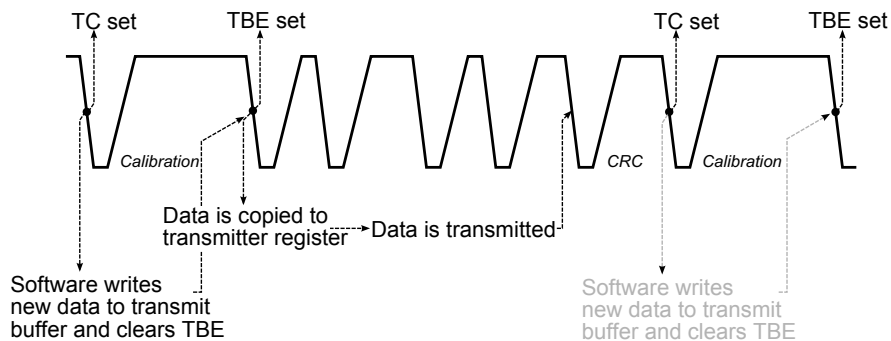 TC set
TBE set
TC set
TBE set
Calibration
CRC
Calibration
Data is copied to
transmitter register
Data is transmitted
Software writes
new data to transmit
buffer and clears TBE
Software writes
new data to transmit
buffer and clears TBE